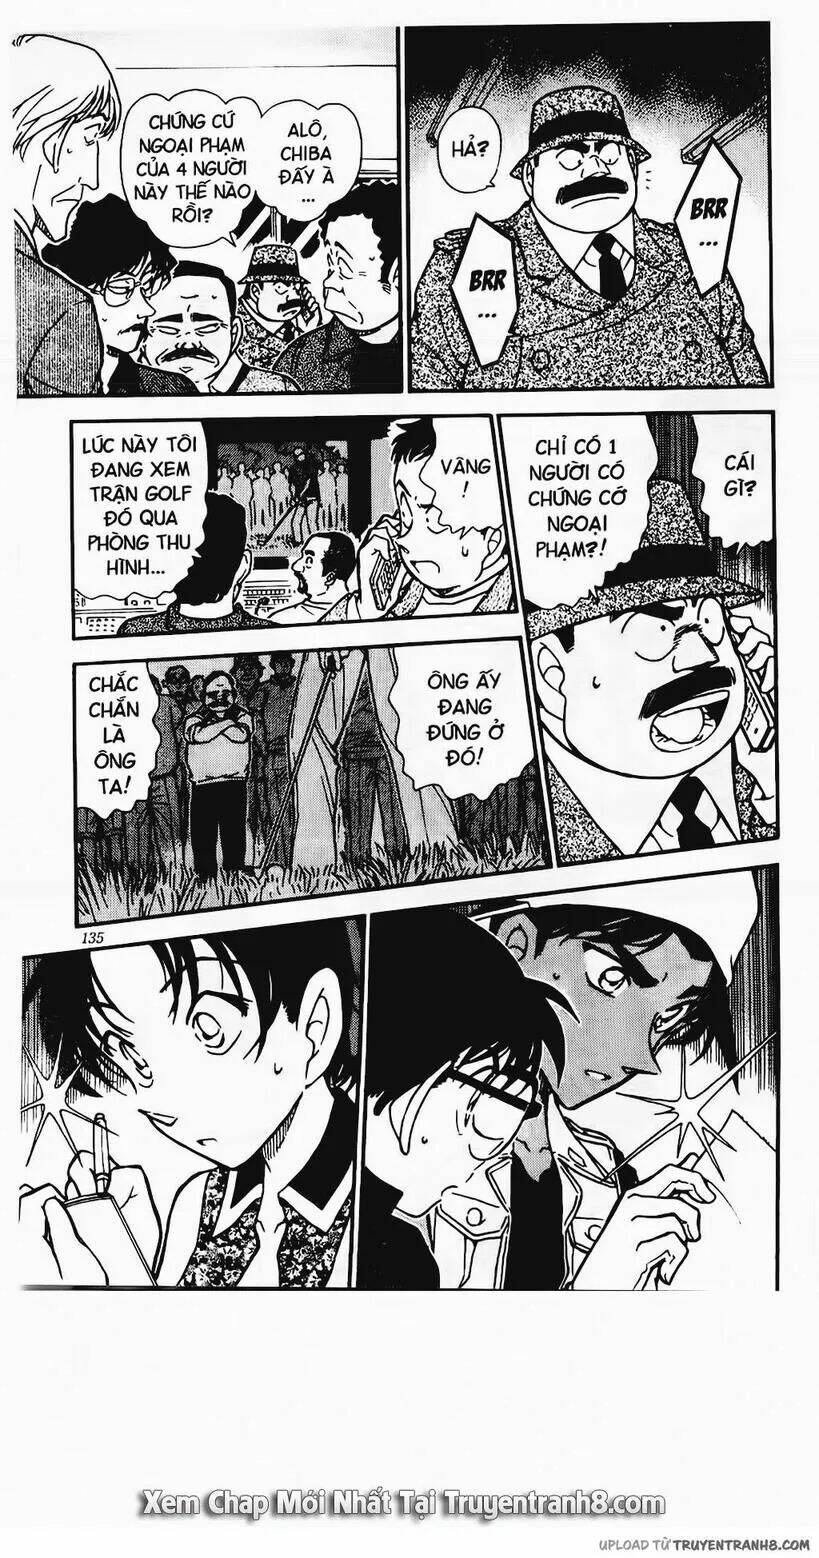 HẢ?
BRR
...
BRR
...
ALÔ,
CHIBA
ĐẤY À
...
CHỨNG CỨ
NGOẠI PHẠM
CỦA 4 NGƯỜI
NÀY THẾ NÀO
RỒI?
CÁI
GÌ?
CHỈ CÓ 1
NGƯỜI CÓ
CHỨNG CỚ
NGOẠI
PHẠM?!
VÂNG
!
LÚC NÀY TÔI
ĐANG XEM
TRẬN GOLF
ĐÓ QUA
PHÒNG THU
HÌNH...
ÔNG ẤY
ĐANG
ĐỨNG Ở
ĐÓ!
CHẮC
CHẮN
LÀ
ÔNG
TA!
135
Xem Chap Mới Nhất Tại Truyentranh8.com
UPLOAD TỪ TRUYENTRANH8.COM